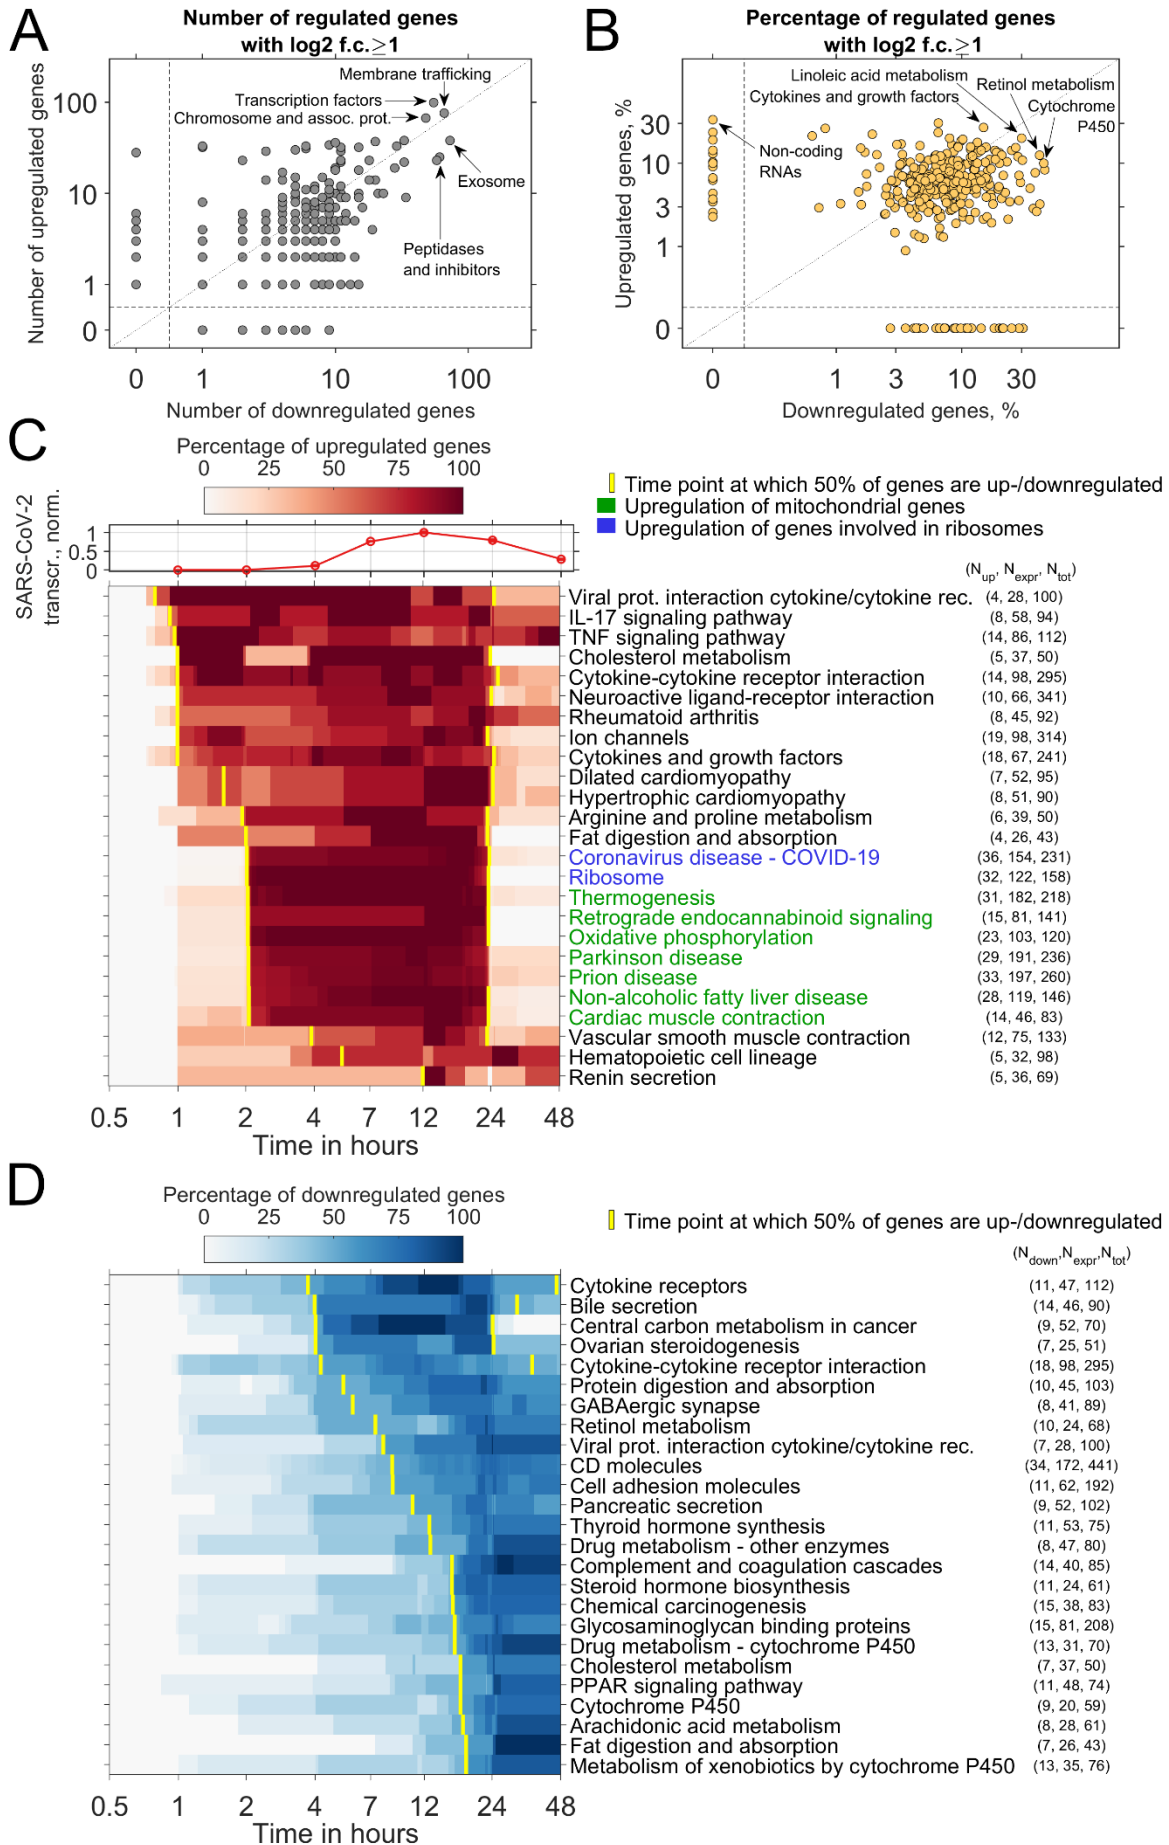 A
Number of regulated genes
with log2 f.c.≥1
Number of upregulated genes
100
10
1
0
Membrane trafficking
Transcription factors
Chromosome and assoc. prot.
Exosome
Peptidases
and inhibitors
0 1 10 100
Number of downregulated genes
B
Percentage of regulated genes
with log2 f.c.≥1
Upregulated genes, %
30
10
3
1
0
Linoleic acid metabolism
Cytokines and growth factors
Retinol metabolism
Cytochrome
P450
Non-coding
RNAs
0 1 3 10 30
Downregulated genes, %
C
Percentage of upregulated genes
0 25 50 75 100
SARS-CoV-2
transcr., norm.
1
0.5
0
Time point at which 50% of genes are up-/downregulated
Upregulation of mitochondrial genes
Upregulation of genes involved in ribosomes
(Nup, Nexpr, Ntot)
Viral prot. interaction cytokine/cytokine rec. (4, 28, 100)
IL-17 signaling pathway (8, 58, 94)
TNF signaling pathway (14, 86, 112)
Cholesterol metabolism (5, 37, 50)
Cytokine-cytokine receptor interaction (14, 98, 295)
Neuroactive ligand-receptor interaction (10, 66, 341)
Rheumatoid arthritis (8, 45, 92)
Ion channels (19, 98, 314)
Cytokines and growth factors (18, 67, 241)
Dilated cardiomyopathy (7, 52, 95)
Hypertrophic cardiomyopathy (8, 51, 90)
Arginine and proline metabolism (6, 39, 50)
Fat digestion and absorption (4, 26, 43)
Coronavirus disease - COVID-19 (36, 154, 231)
Ribosome (32, 122, 158)
Thermogenesis (31, 182, 218)
Retrograde endocannabinoid signaling (15, 81, 141)
Oxidative phosphorylation (23, 103, 120)
Parkinson disease (29, 191, 236)
Prion disease (33, 197, 260)
Non-alcoholic fatty liver disease (28, 119, 146)
Cardiac muscle contraction (14, 46, 83)
Vascular smooth muscle contraction (12, 75, 133)
Hematopoietic cell lineage (5, 32, 98)
Renin secretion (5, 36, 69)
0.5 1 2 4 7 12 24 48
Time in hours
D
Percentage of downregulated genes
0 25 50 75 100
Time point at which 50% of genes are up-/downregulated
(Ndown,Nexpr,Ntot)
Cytokine receptors (11, 47, 112)
Bile secretion (14, 46, 90)
Central carbon metabolism in cancer (9, 52, 70)
Ovarian steroidogenesis (7, 25, 51)
Cytokine-cytokine receptor interaction (18, 98, 295)
Protein digestion and absorption (10, 45, 103)
GABAergic synapse (8, 41, 89)
Retinol metabolism (10, 24, 68)
Viral prot. interaction cytokine/cytokine rec. (7, 28, 100)
CD molecules (34, 172, 441)
Cell adhesion molecules (11, 62, 192)
Pancreatic secretion (9, 52, 102)
Thyroid hormone synthesis (11, 53, 75)
Drug metabolism - other enzymes (8, 47, 80)
Complement and coagulation cascades (14, 40, 85)
Steroid hormone biosynthesis (11, 24, 61)
Chemical carcinogenesis (15, 38, 83)
Glycosaminoglycan binding proteins (15, 81, 208)
Drug metabolism - cytochrome P450 (13, 31, 70)
Cholesterol metabolism (7, 37, 50)
PPAR signaling pathway (11, 48, 74)
Cytochrome P450 (9, 20, 59)
Arachidonic acid metabolism (8, 28, 61)
Fat digestion and absorption (7, 26, 43)
Metabolism of xenobiotics by cytochrome P450 (13, 35, 76)
0.5 1 2 4 7 12 24 48
Time in hours